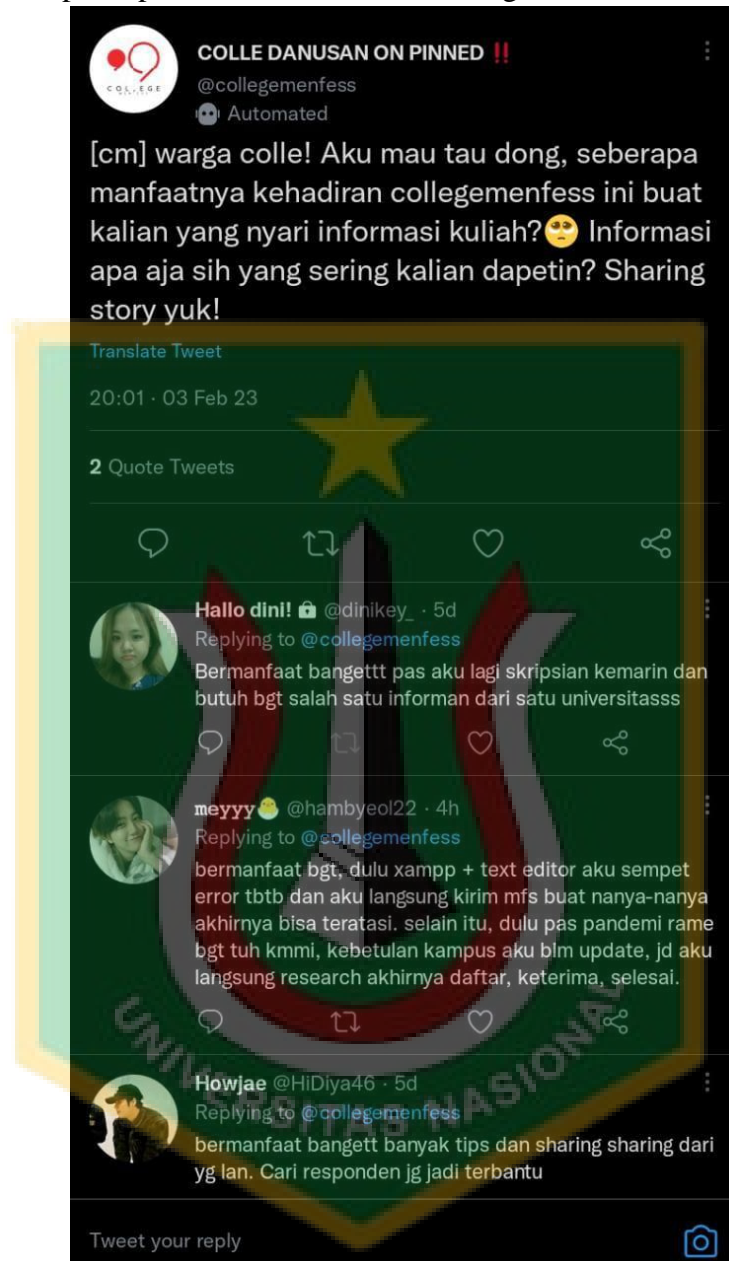 COLLE DANUSAN ON PINNED ‼
@collegemenfess
Automated
COLLEGE
[cm] warga colle! Aku mau tau dong, seberapa
manfaatnya kehadiran collegemenfess ini buat
kalian yang nyari informasi kuliah?🥺 Informasi
apa aja sih yang sering kalian dapetin? Sharing
story yuk!
Translate Tweet
20:01 · 03 Feb 23
2 Quote Tweets
Hallo dini! @dinikey_ · 5d
Replying to @collegemenfess
Bermanfaat bangettt pas aku lagi skripsian kemarin dan
butuh bgt salah satu informan dari satu universitasss
meyyy🐣 @hambyeol22 · 4h
Replying to @collegemenfess
bermanfaat bgt, dulu xampp + text editor aku sempet
error tbtb dan aku langsung kirim mfs buat nanya-nanya
akhirnya bisa teratasi. selain itu, dulu pas pandemi rame
bgt tuh kmmi, kebetulan kampus aku blm update, jd aku
langsung research akhirnya daftar, keterima, selesai.
Howjae @HiDiya46 · 5d
Replying to @collegemenfess
bermanfaat bangett banyak tips dan sharing sharing dari
yg lan. Cari responden jg jadi terbantu
Tweet your reply
UNIVERSITAS NASIONAL